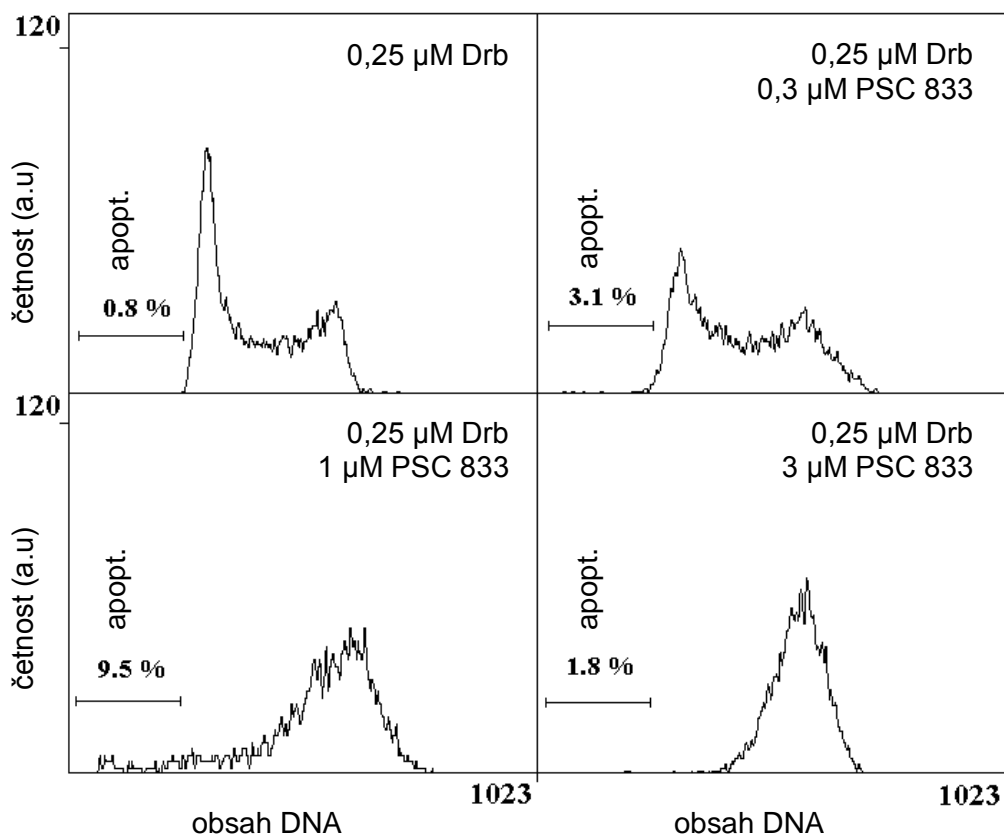 120
0,25 µM Drb
četnost (a.u)
apopt.
0.8 %
0,25 µM Drb
0,3 µM PSC 833
apopt.
3.1 %
120
0,25 µM Drb
1 µM PSC 833
četnost (a.u)
apopt.
9.5 %
1023
obsah DNA
0,25 µM Drb
3 µM PSC 833
apopt.
1.8 %
1023
obsah DNA